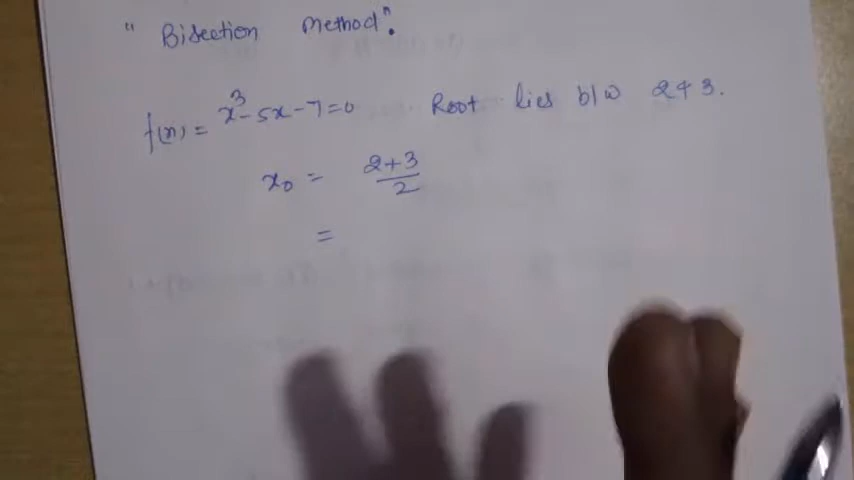 " Bisection Method".
f(x) = x³-5x-7=0 Root lies b/w 2 & 3.
x₀ = 2+3/2
=